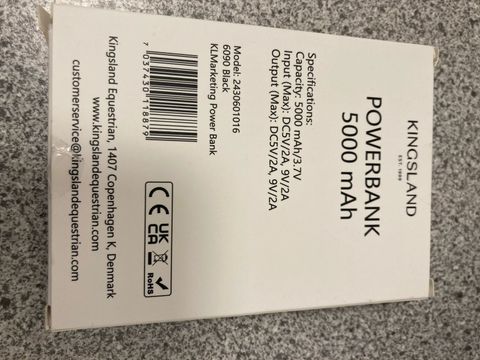 KINGSLAND
EST. 1999
POWERBANK
5000 mAh
Specifications:
Capacity: 5000 mAh/3.7V
Input (Max): DC5V/2A, 9V/2A
Output (Max): DC5V/2A, 9V/2A
Model: 2430601016
6090 Black
KLMarketing Power Bank
7 037430 118879
CE UK
CA
RoHS
Kingsland Equestrian, 1407 Copenhagen K, Denmark
www.kingslandequestrian.com
customerservice@kingslandequestrian.com